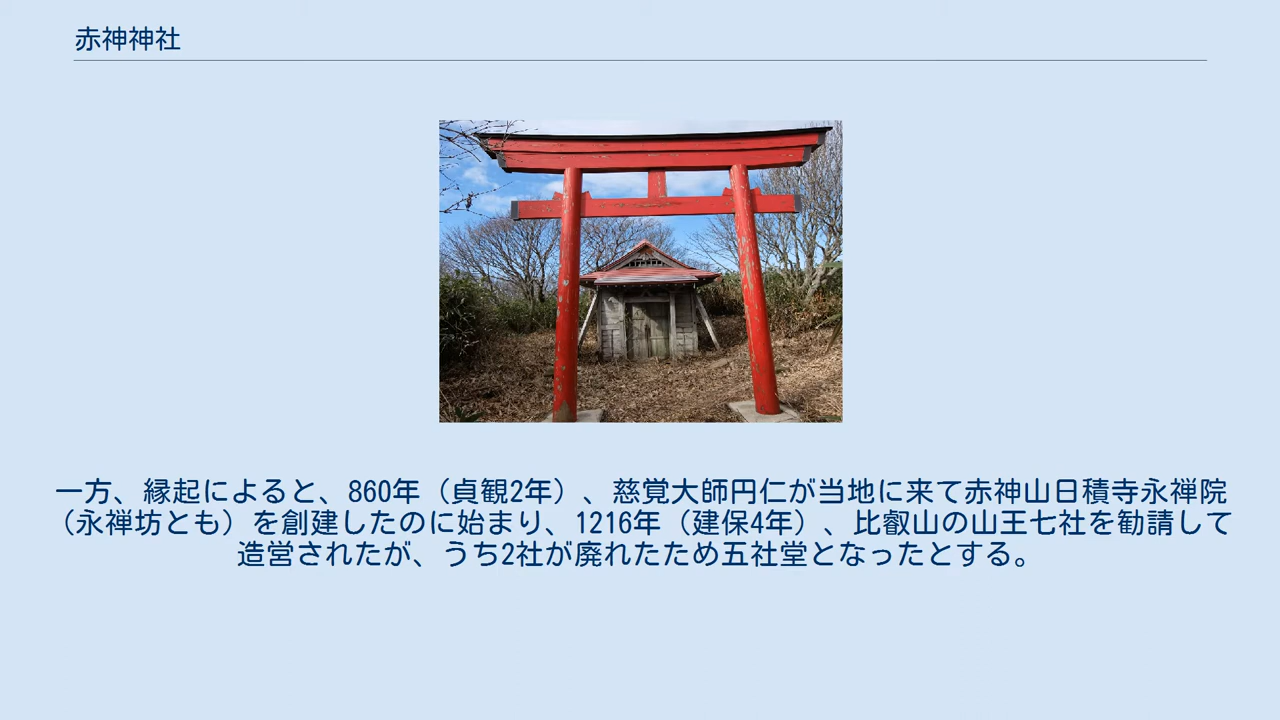 赤神神社
一方、縁起によると、860年（貞観2年）、慈覚大師円仁が当地に来て赤神山日積寺永禅院
（永禅坊とも）を創建したのに始まり、1216年（建保4年）、比叡山の山王七社を勧請して
造営されたが、うち2社が廃れたため五社堂となったとする。